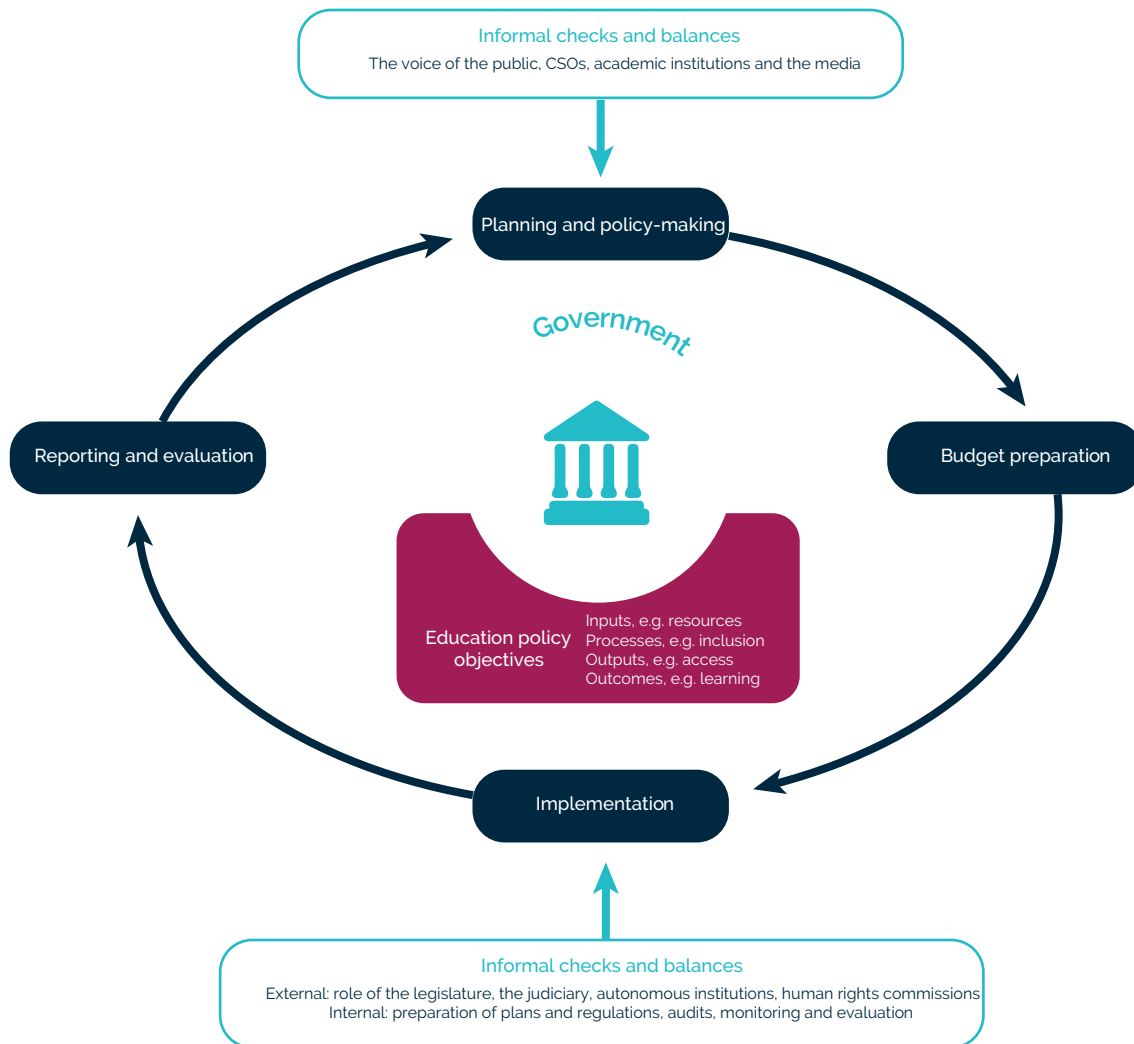 Informal checks and balances
The voice of the public, CSOs, academic institutions and the media
Planning and policy-making
Government
Reporting and evaluation
Budget preparation
Education policy
objectives
Inputs, e.g. resources
Processes, e.g. inclusion
Outputs, e.g. access
Outcomes, e.g. learning
Implementation
Informal checks and balances
External: role of the legislature, the judiciary, autonomous institutions, human rights commissions
Internal: preparation of plans and regulations, audits, monitoring and evaluation